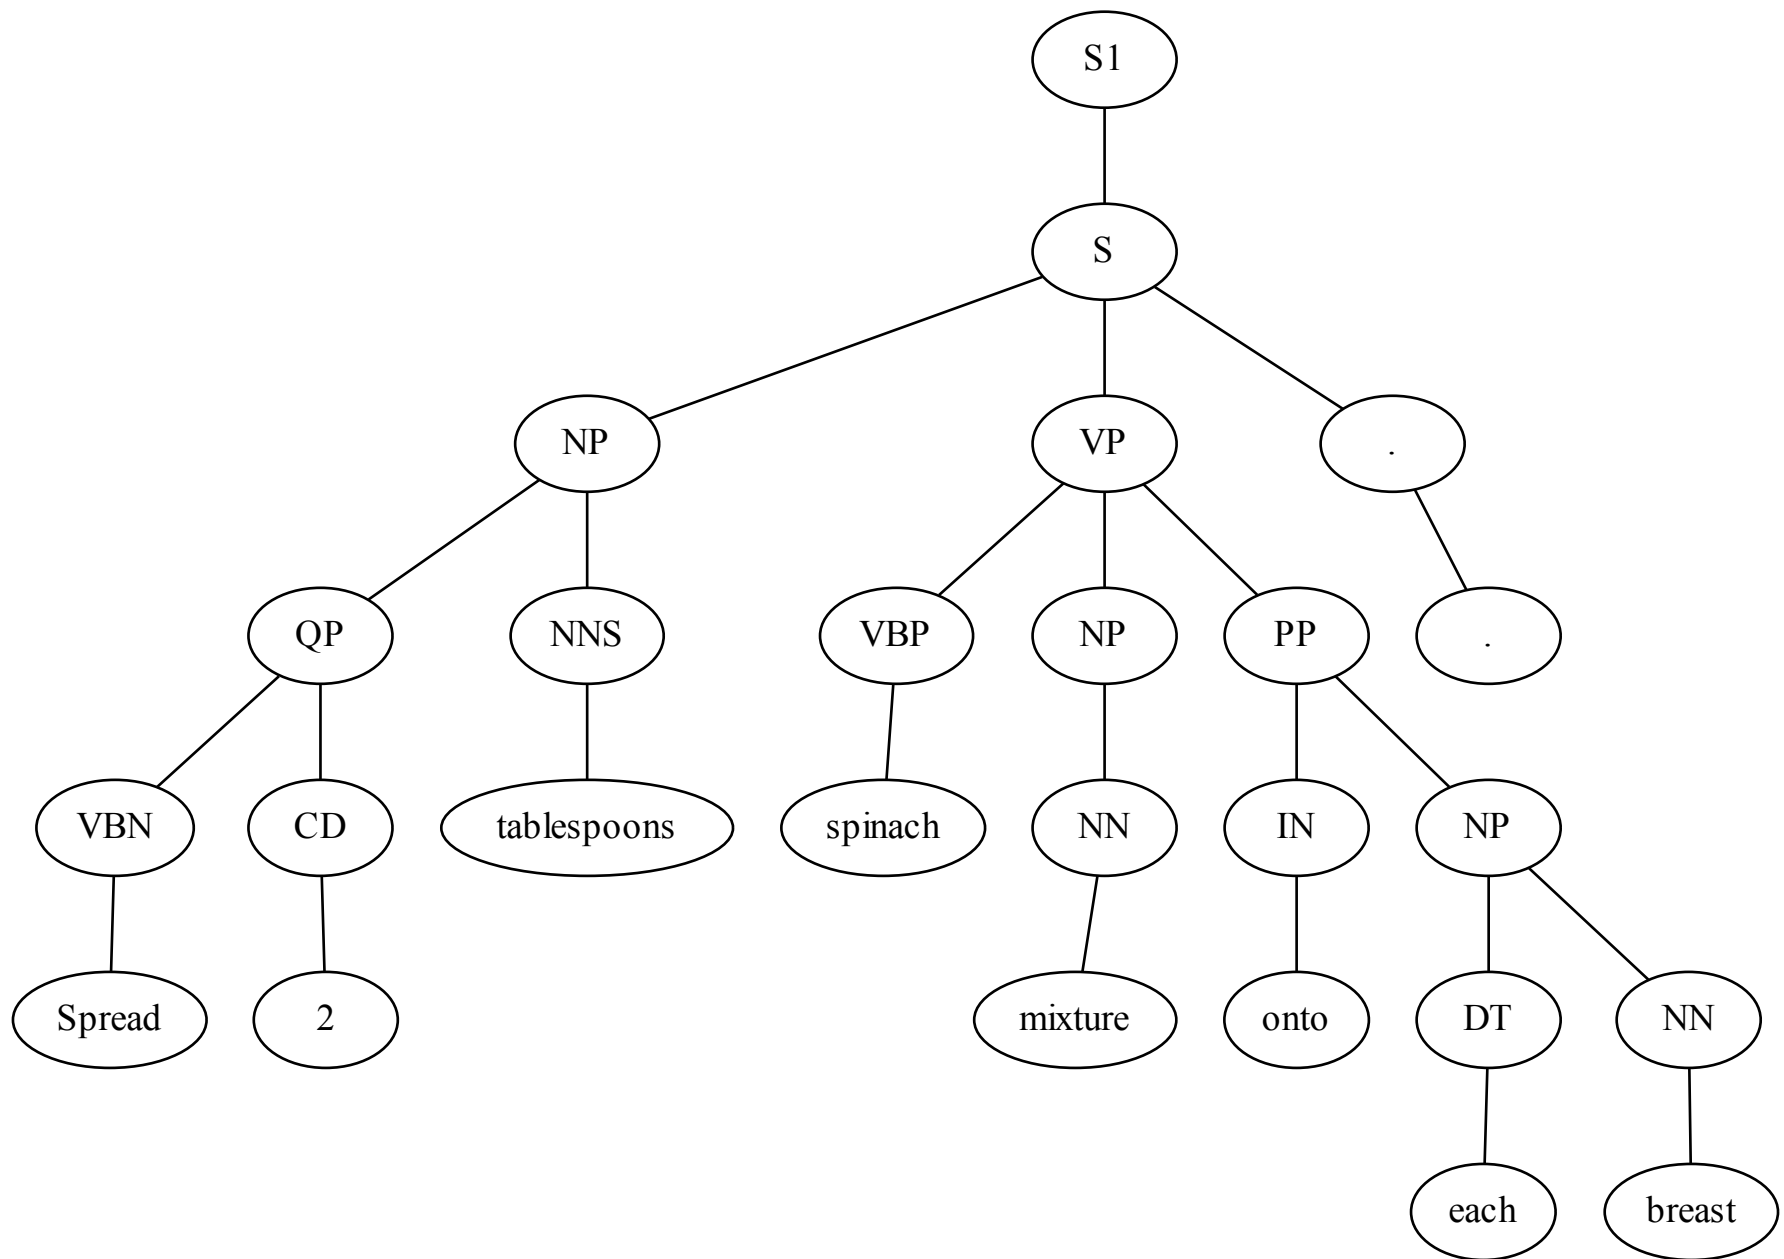 S1
S
NP VP .
QP NNS VBP NP PP .
VBN CD tablespoons spinach NN IN NP
Spread 2 mixture onto DT NN
each breast